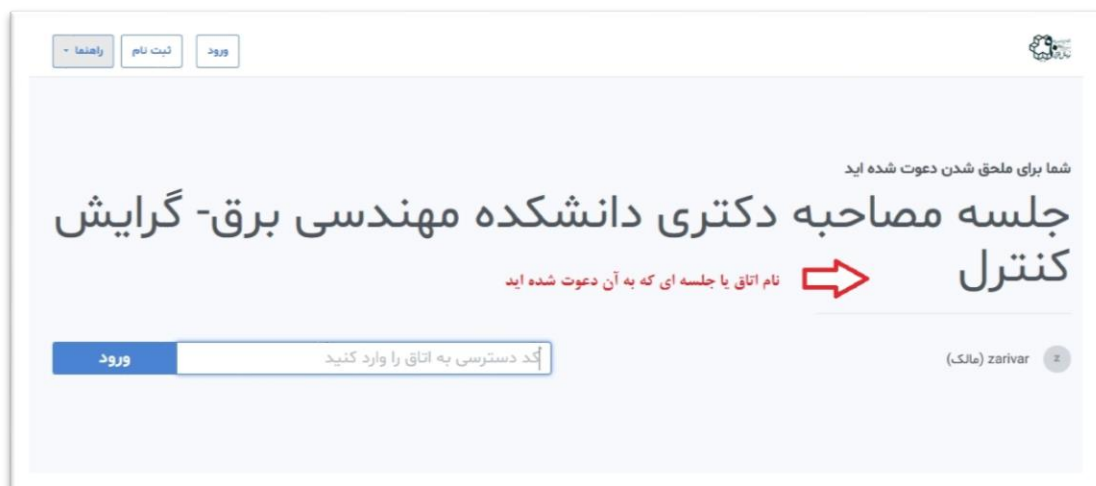 ورود
ثبت نام
راهنما
شما برای ملحق شدن دعوت شده اید
جلسه مصاحبه دکتری دانشکده مهندسی برق- گرایش
کنترل
نام اتاق یا جلسه ای که به آن دعوت شده اید
z zarivar (مالک)
کد دسترسی به اتاق را وارد کنید
ورود